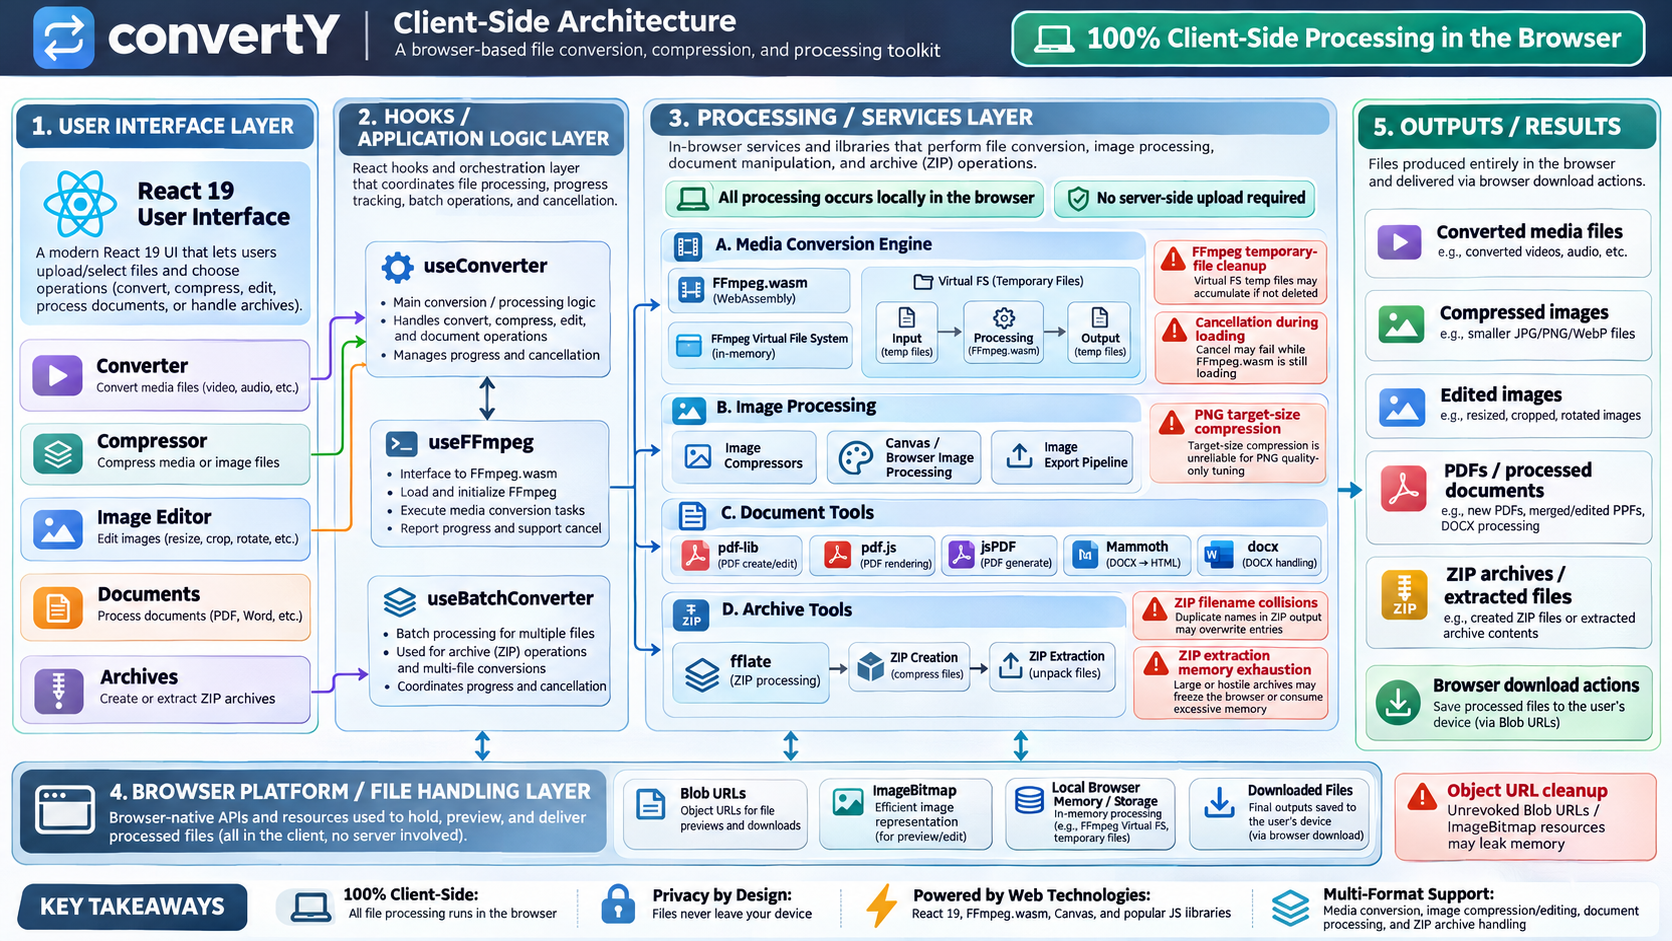 convertY
Client-Side Architecture
A browser-based file conversion, compression, and processing toolkit
100% Client-Side Processing in the Browser
1. USER INTERFACE LAYER
React 19
User Interface
A modern React 19 UI that lets users
upload/select files and choose
operations (convert, compress, edit,
process documents, or handle archives).
Converter
Convert media files (video, audio, etc.)
Compressor
Compress media or image files
Image Editor
Edit images (resize, crop, rotate, etc.)
Documents
Process documents (PDF, Word, etc.)
Archives
Create or extract ZIP archives
2. HOOKS /
APPLICATION LOGIC LAYER
React hooks and orchestration layer
that coordinates file processing, progress
tracking, batch operations, and cancellation.
useConverter
• Main conversion / processing logic
• Handles convert, compress, edit,
and document operations
• Manages progress and cancellation
useFFmpeg
• Interface to FFmpeg.wasm
• Load and initialize FFmpeg
• Execute media conversion tasks
• Report progress and support cancel
useBatchConverter
• Batch processing for multiple files
• Used for archive (ZIP) operations
and multi-file conversions
• Coordinates progress and cancellation
3. PROCESSING / SERVICES LAYER
In-browser services and ilbraries that perform file conversion, image processing,
document manipulation, and archive (ZIP) operations.
All processing occurs locally in the browser
No server-side upload required
A. Media Conversion Engine
FFmpeg.wasm
(WebAssembly)
FFmpeg Virtual File System
(in-memory)
Virtual FS (Temporary Files)
Input
(temp files)
Processing
(FFmpeg.wasm)
Output
(temp files)
FFmpeg temporary-
file cleanup
Virtual FS temp files may
accumulate if not deleted
Cancellation during
loading
Cancel may fail while
FFmpeg.wasm is still
loading
B. Image Processing
Image
Compressors
Canvas /
Browser Image
Processing
Image
Export Pipeline
PNG target-size
compression
Target-size compression is
unreliable for PNG quality-
only tuning
C. Document Tools
pdf-lib
(PDF create/edit)
pdf.js
(PDF rendering)
jsPDF
(PDF generate)
Mammoth
(DOCX → HTML)
W
docx
(DOCX handling)
D. Archive Tools
ZIP
fflate
(ZIP processing)
ZIP Creation
(compress files)
ZIP Extraction
(unpack files)
ZIP filename collisions
Duplicate names in ZIP output
may overwrite entries
ZIP extraction
memory exhaustion
Large or hostile archives may
freeze the browser or consume
excessive memory
5. OUTPUTS / RESULTS
Files produced entirely in the browser
and delivered via browser download actions.
Converted media files
e.g., converted videos, audio, etc.
Compressed images
e.g., smaller JPG/PNG/WebP files
Edited images
e.g., resized, cropped, rotated images
PDFs / processed
documents
e.g., new PDFs, merged/edited PPFs,
DOCX processing
ZIP
ZIP archives /
extracted files
e.g., created ZIP files or extracted
archive contents
Browser download actions
Save processed files to the user's
device (via Blob URLs)
4. BROWSER PLATFORM / FILE HANDLING LAYER
Browser-native APIs and resources used to hold, preview, and deliver
processed files (all in the client, no server involved).
Blob URLs
Object URLs for file
previews and downloads
ImageBitmap
Efficient image
representation
(for preview/edit)
Local Browser
Memory / Storage
In-memory processing
(e.g., FFmpeg Virtual FS,
temporary files)
Downloaded Files
Final outputs saved to
the user's device
(via browser download)
Object URL cleanup
Unrevoked Blob URLs /
ImageBitmap resources
may leak memory
KEY TAKEAWAYS
100% Client-Side:
All file processing runs in the browser
Privacy by Design:
Files never leave your device
Powered by Web Technologies:
React 19, FFmpeg.wasm, Canvas, and popular JS libraries
Multi-Format Support:
Media conversion, image compression/editing, document
processing, and ZIP archive handling